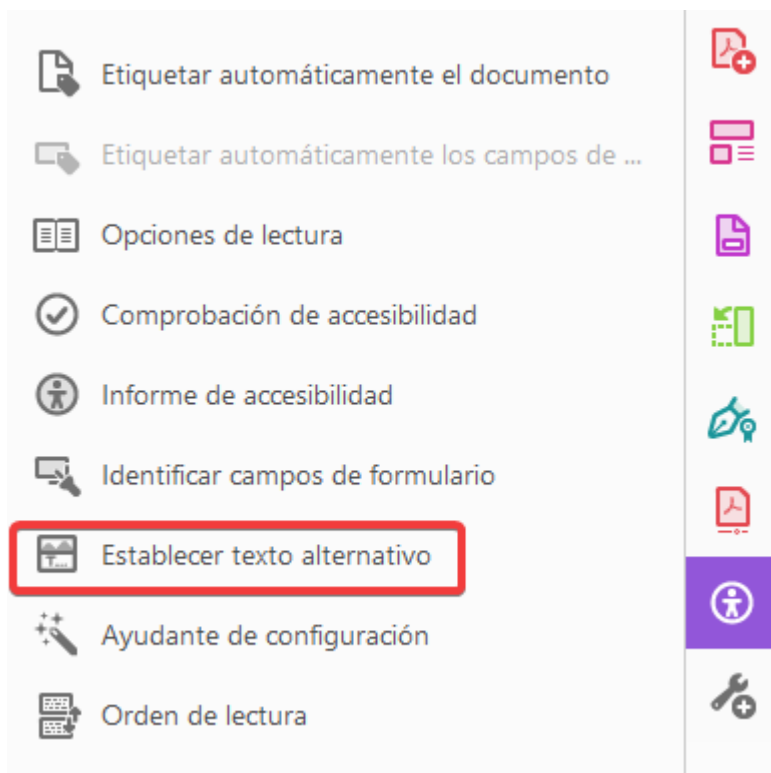 Etiquetar automáticamente el documento
Etiquetar automáticamente los campos de ...
Opciones de lectura
Comprobación de accesibilidad
Informe de accesibilidad
Identificar campos de formulario
Establecer texto alternativo
Ayudante de configuración
Orden de lectura